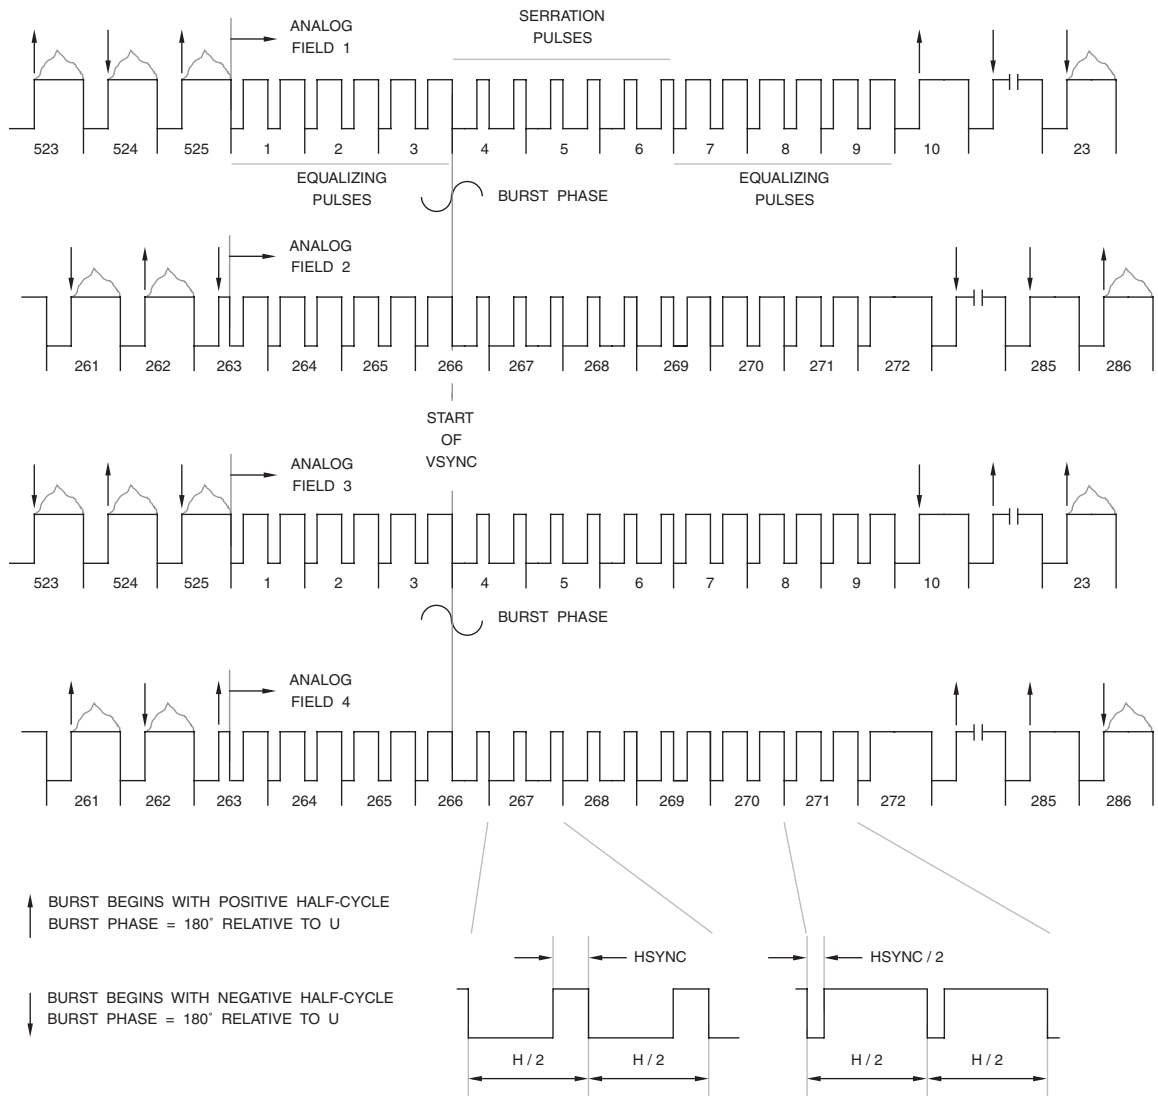 SERRATION
PULSES
ANALOG
FIELD 1
523 524 525 1 2 3 4 5 6 7 8 9 10 23
EQUALIZING
PULSES
EQUALIZING
PULSES
BURST PHASE
ANALOG
FIELD 2
261 262 263 264 265 266 267 268 269 270 271 272 285 286
START
OF
VSYNC
ANALOG
FIELD 3
523 524 525 1 2 3 4 5 6 7 8 9 10 23
BURST PHASE
ANALOG
FIELD 4
261 262 263 264 265 266 267 268 269 270 271 272 285 286
BURST BEGINS WITH POSITIVE HALF-CYCLE
BURST PHASE = 180° RELATIVE TO U
BURST BEGINS WITH NEGATIVE HALF-CYCLE
BURST PHASE = 180° RELATIVE TO U
HSYNC
HSYNC / 2
H / 2 H / 2 H / 2 H / 2